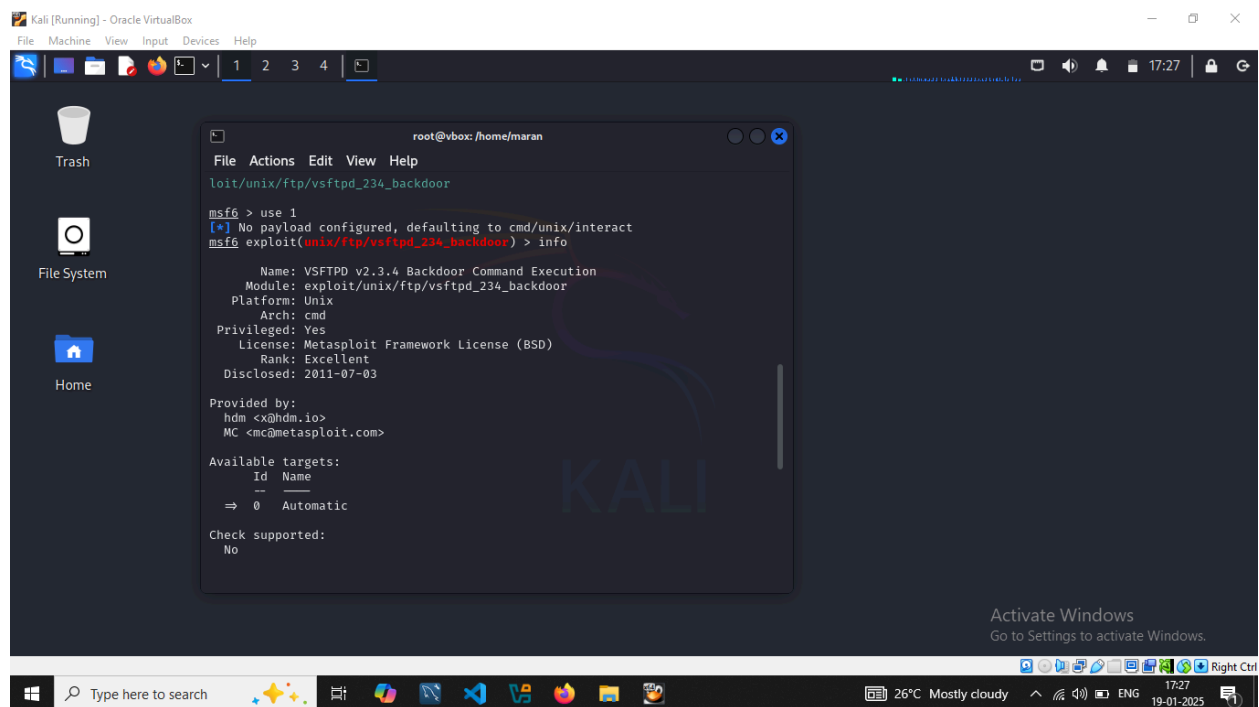 Kali [Running] - Oracle VirtualBox
File Machine View Input Devices Help
1 2 3 4
17:27
Trash
File System
Home
root@vbox: /home/maran
File Actions Edit View Help
loit/unix/ftp/vsftpd_234_backdoor
msf6 > use 1
[*] No payload configured, defaulting to cmd/unix/interact
msf6 exploit(unix/ftp/vsftpd_234_backdoor) > info
Name: VSFTPD v2.3.4 Backdoor Command Execution
Module: exploit/unix/ftp/vsftpd_234_backdoor
Platform: Unix
Arch: cmd
Privileged: Yes
License: Metasploit Framework License (BSD)
Rank: Excellent
Disclosed: 2011-07-03
Provided by:
hdm <x@hdm.io>
MC <mc@metasploit.com>
Available targets:
Id Name
-- ----
⇒ 0 Automatic
Check supported:
No
KALI
Activate Windows
Go to Settings to activate Windows.
Right Ctrl
Type here to search
26°C Mostly cloudy
ENG
17:27
19-01-2025
1